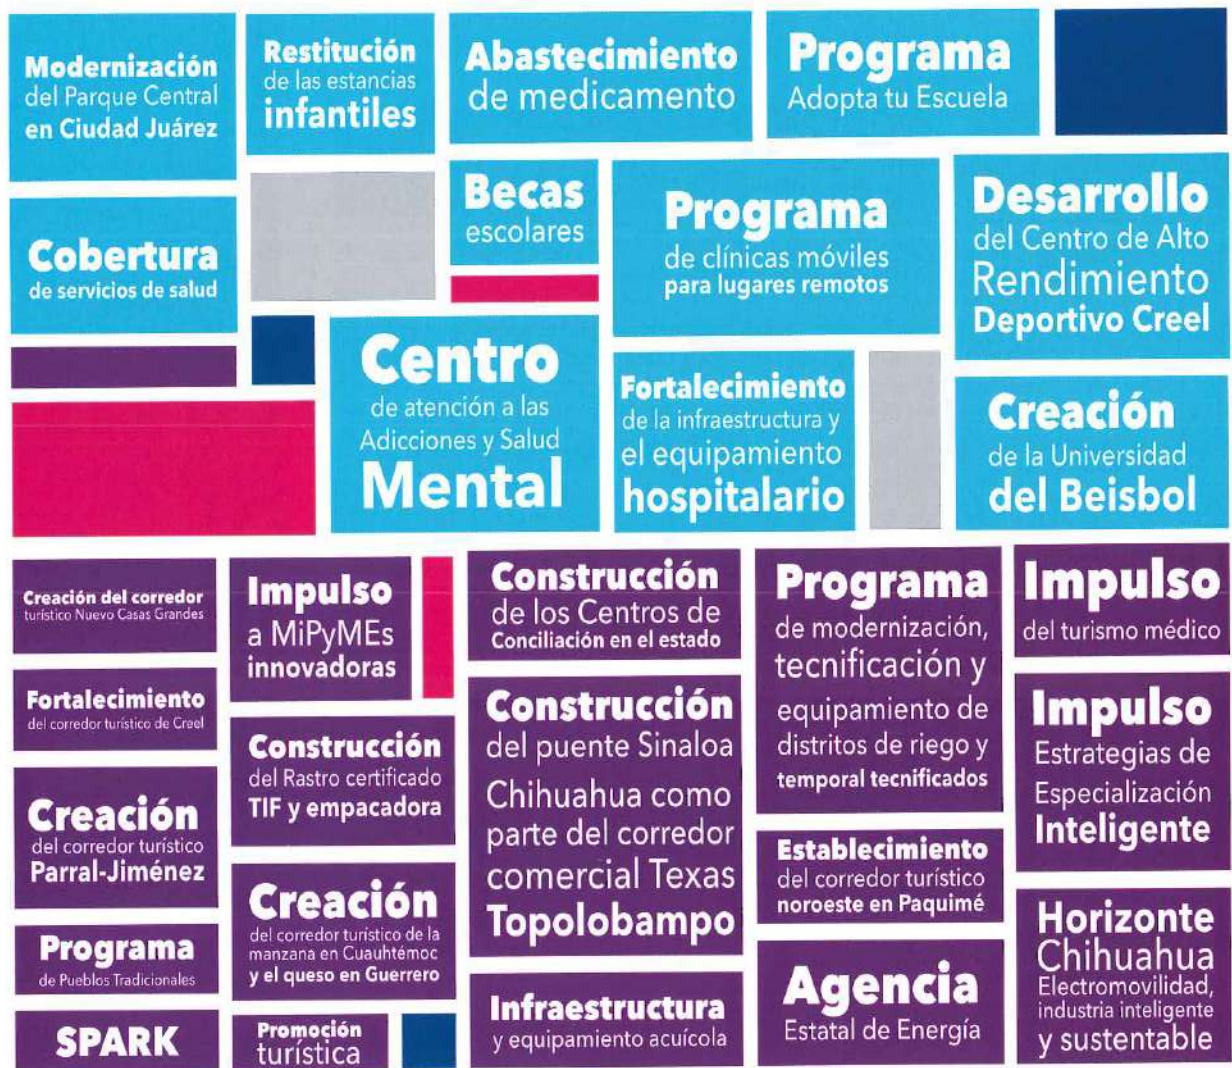 Modernización
del Parque Central
en Ciudad Juárez
Restitución
de las estancias
infantiles
Abastecimiento
de medicamento
Programa
Adopta tu Escuela
Cobertura
de servicios de salud
Becas
escolares
Programa
de clínicas móviles
para lugares remotos
Desarrollo
del Centro de Alto
Rendimiento
Deportivo Creel
Centro
de atención a las
Adicciones y Salud
Mental
Fortalecimiento
de la infraestructura y
el equipamiento
hospitalario
Creación
de la Universidad
del Beisbol
Creación del corredor
turístico Nuevo Casas Grandes
Fortalecimiento
del corredor turístico de Creel
Creación
del corredor turístico
Parral-Jiménez
Programa
de Pueblos Tradicionales
SPARK
Impulso
a MiPyMEs
innovadoras
Construcción
del Rastro certificado
TIF y empacadora
Creación
del corredor turístico de la
manzana en Cuauhtémoc
y el queso en Guerrero
Promoción
turística
Construcción
de los Centros de
Conciliación en el estado
Construcción
del puente Sinaloa
Chihuahua como
parte del corredor
comercial Texas
Topolobampo
Infraestructura
y equipamiento acuícola
Programa
de modernización,
tecnificación y
equipamiento de
distritos de riego y
temporal tecnificados
Establecimiento
del corredor turístico
noroeste en Paquimé
Agencia
Estatal de Energía
Impulso
del turismo médico
Impulso
Estrategias de
Especialización
Inteligente
Horizonte
Chihuahua
Electromovilidad,
industria inteligente
y sustentable